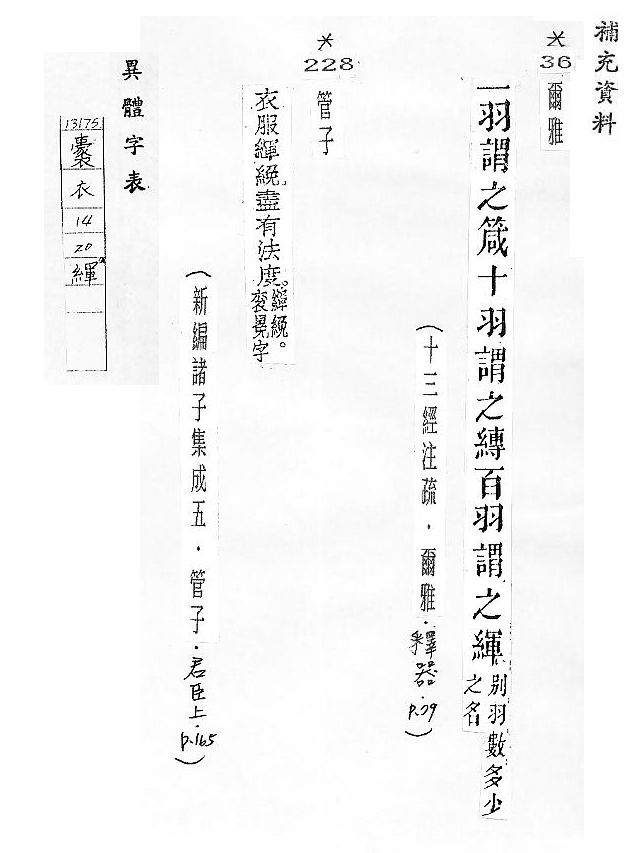 補充資料
*
36
爾雅
一羽謂之箴十羽謂之縳百羽謂之緷
別羽數多少
之名
(十三經注疏．爾雅．釋器．p.79)
*
228
管子
衣服緷絻盡有法度。
緷絻。
袞冕字
(新編諸子集成五．管子．君臣上．p.165)
異體字表
13175
衣
14
20
緷